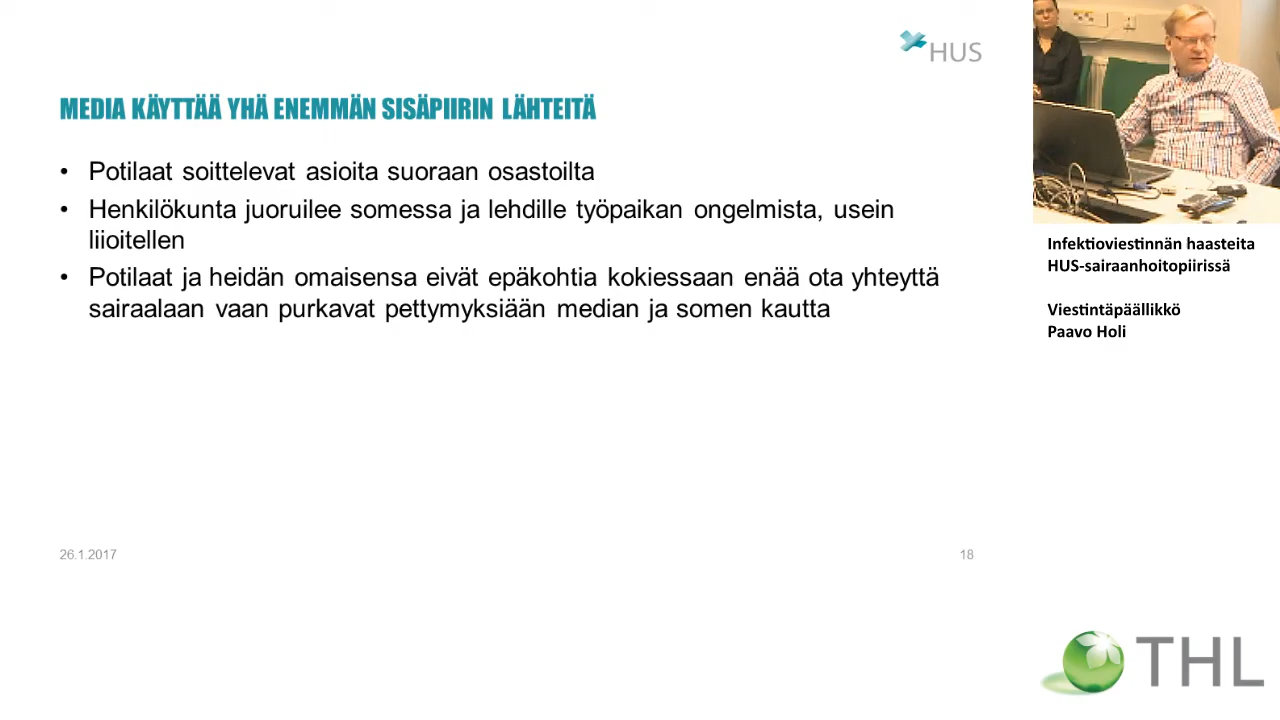 HUS
MEDIA KÄYTTÄÄ YHÄ ENEMMÄN SISÄPIIRIN LÄHTEITÄ
• Potilaat soittelevat asioita suoraan osastoilta
• Henkilökunta juoruilee somessa ja lehdille työpaikan ongelmista, usein
liioitellen
• Potilaat ja heidän omaisensa eivät epäkohtia kokiessaan enää ota yhteyttä
sairaalaan vaan purkavat pettymyksiään median ja somen kautta
26.1.2017
18
Infektioviestinnän haasteita
HUS-sairaanhoitopiirissä
Viestintäpäällikkö
Paavo Holi
THL